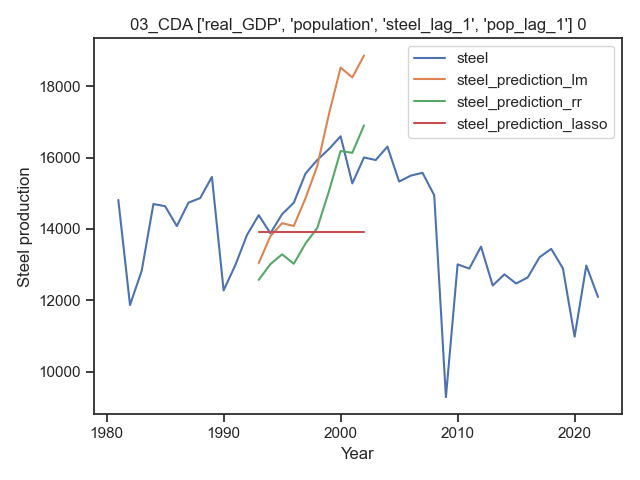 03_CDA ['real_GDP', 'population', 'steel_lag_1', 'pop_lag_1'] 0
steel
steel_prediction_lm
steel_prediction_rr
steel_prediction_lasso
18000
16000
14000
12000
10000
Steel production
1980
1990
2000
2010
2020
Year